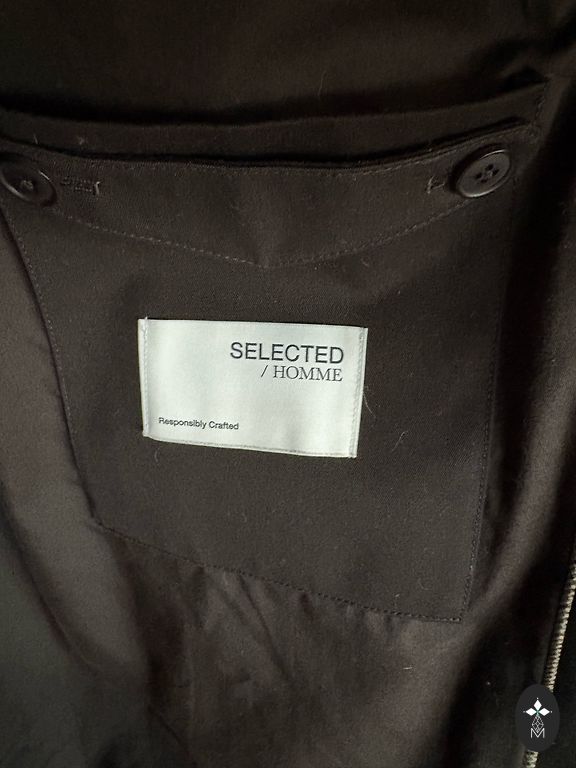 SELECTED
/ HOMME
Responsibly Crafted